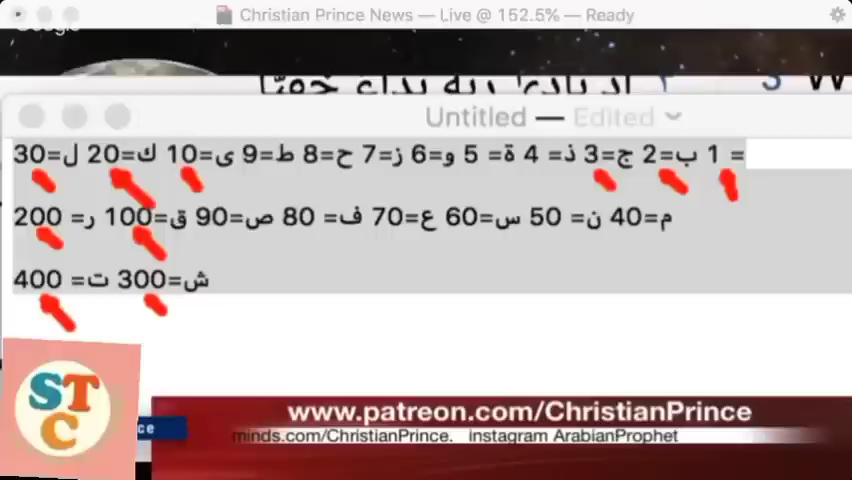 Christian Prince News — Live @ 152.5% — Ready
Google
Untitled — Edited
= 1 ب=2 ج=3 ذ= 4 ة= 5 و=6 ز=7 ح=8 ط=9 ى=10 ك=20 ل=30
م=40 ن= 50 س=60 ع=70 ف= 80 ص=90 ق=100 ر= 200
ش=300 ت= 400
STC
ce
www.patreon.com/ChristianPrince
minds.com/ChristianPrince. instagram ArabianProphet